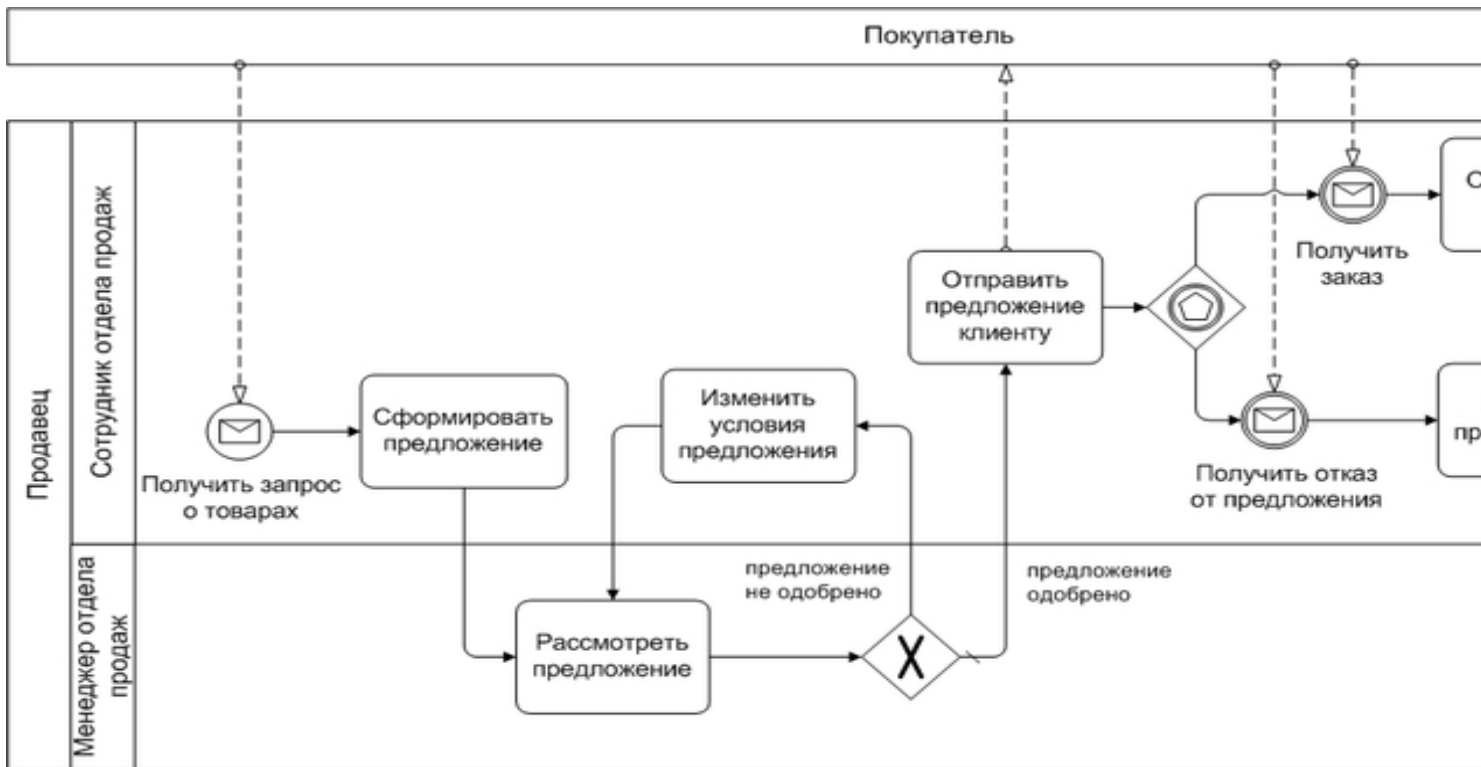 Покупатель
Продавец
Сотрудник отдела продаж
Получить
заказ
Отправить
предложение
клиенту
Сформировать
предложение
Изменить
условия
предложения
Получить запрос
о товарах
Получить отказ
от предложения
Менеджер отдела
продаж
предложение
не одобрено
предложение
одобрено
Рассмотреть
предложение
X